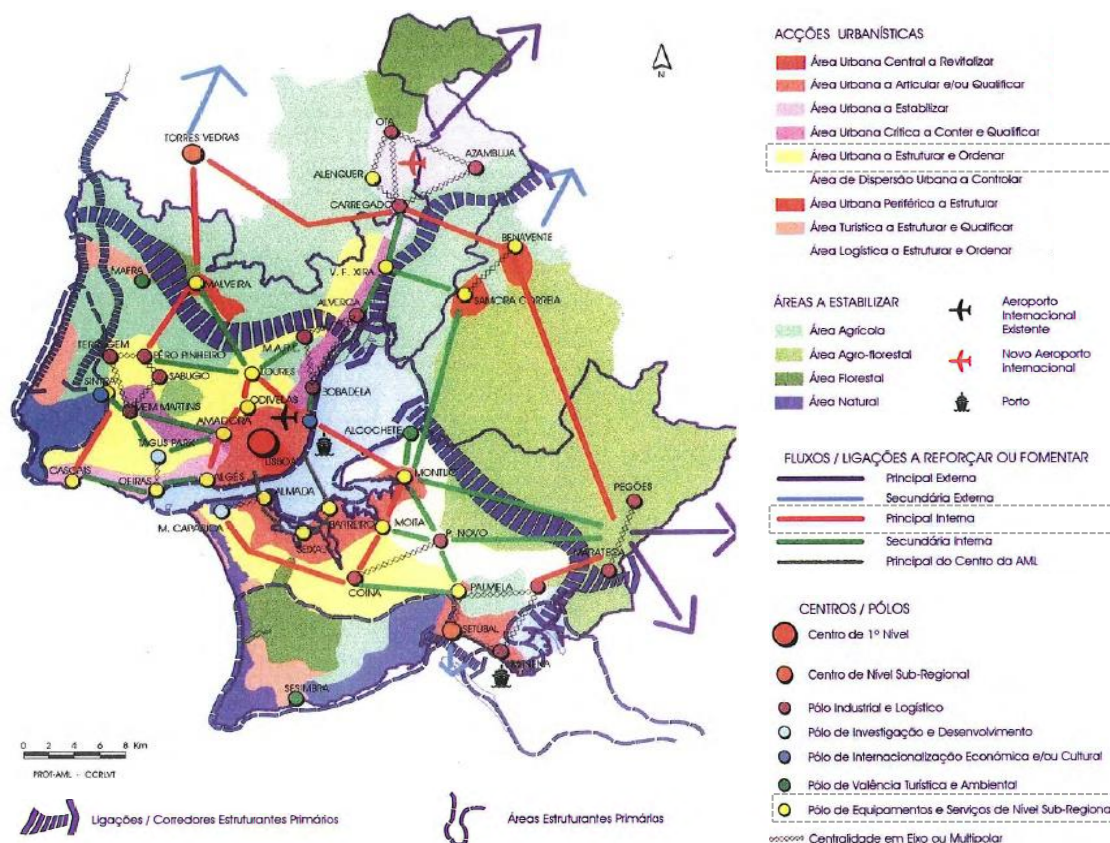 N
OTA
TORRES VEDRAS
AZAMBUJA
ALENQUER
CARREGADO
BENAVENTE
V. F. XIRA
MAFRA
MALVEIRA
SAMORA CORREIA
ALVERCA
TERRUGEM
PÊRO PINHEIRO
SABUGO
LOURES
BOBADELA
SINTRA
MEM MARTINS
ODIVELAS
AMADORA
ALCOCHETE
TAGUS PARK
LISBOA
MONTIJO
CASCAIS
OEIRAS
ALGÉS
PEGÕES
ALMADA
M. CAPARICA
BARREIRO
MOITA
SEIXAL
P. NOVO
MARATECA
COINA
PALMELA
SETÚBAL
SESIMBRA
0 2 4 6 8 Km
PROT-AML - CCRLVT
Ligações / Corredores Estruturantes Primários
Áreas Estruturantes Primárias
ACÇÕES URBANÍSTICAS
Área Urbana Central a Revitalizar
Área Urbana a Articular e/ou Qualificar
Área Urbana a Estabilizar
Área Urbana Crítica a Conter e Qualificar
Área Urbana a Estruturar e Ordenar
Área de Dispersão Urbana a Controlar
Área Urbana Periférica a Estruturar
Área Turística a Estruturar e Qualificar
Área Logística a Estruturar e Ordenar
ÁREAS A ESTABILIZAR
Área Agrícola
Área Agro-florestal
Área Florestal
Área Natural
Aeroporto
Internacional
Existente
Novo Aeroporto
Internacional
Porto
FLUXOS / LIGAÇÕES A REFORÇAR OU FOMENTAR
Principal Externa
Secundária Externa
Principal Interna
Secundária Interna
Principal do Centro da AML
CENTROS / PÓLOS
Centro de 1º Nível
Centro de Nível Sub-Regional
Pólo Industrial e Logístico
Pólo de Investigação e Desenvolvimento
Pólo de Internacionalização Económica e/ou Cultural
Pólo de Valência Turística e Ambiental
Pólo de Equipamentos e Serviços de Nível Sub-Regional
Centralidade em Eixo ou Multipolar